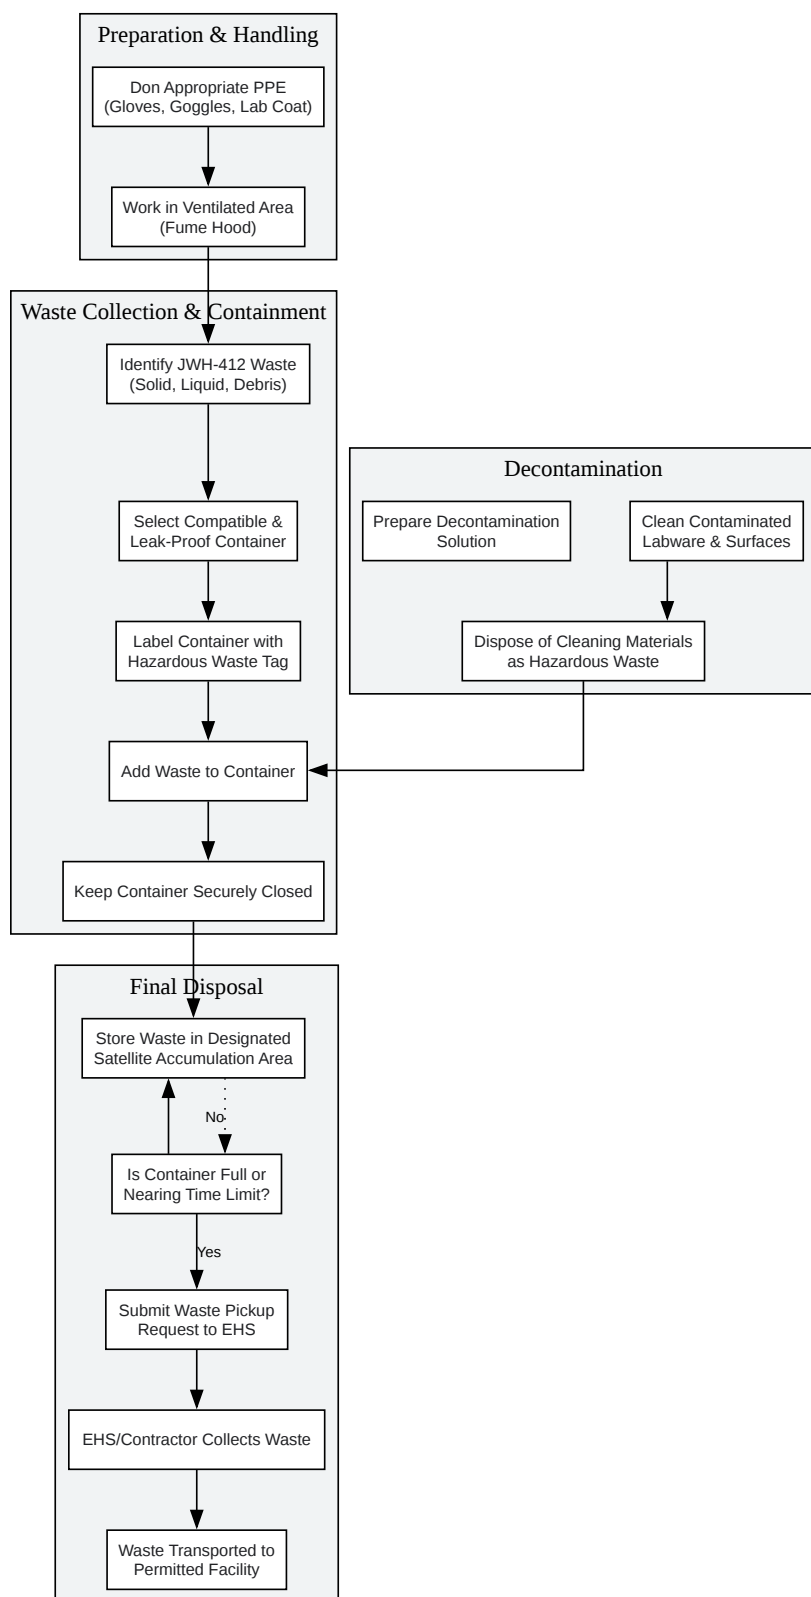 Preparation & Handling
Don Appropriate PPE
(Gloves, Goggles, Lab Coat)
Work in Ventilated Area
(Fume Hood)
Waste Collection & Containment
Identify JWH-412 Waste
(Solid, Liquid, Debris)
Select Compatible &
Leak-Proof Container
Label Container with
Hazardous Waste Tag
Add Waste to Container
Keep Container Securely Closed
Decontamination
Prepare Decontamination
Solution
Clean Contaminated
Labware & Surfaces
Dispose of Cleaning Materials
as Hazardous Waste
Final Disposal
Store Waste in Designated
Satellite Accumulation Area
No
Is Container Full or
Nearing Time Limit?
Yes
Submit Waste Pickup
Request to EHS
EHS/Contractor Collects Waste
Waste Transported to
Permitted Facility